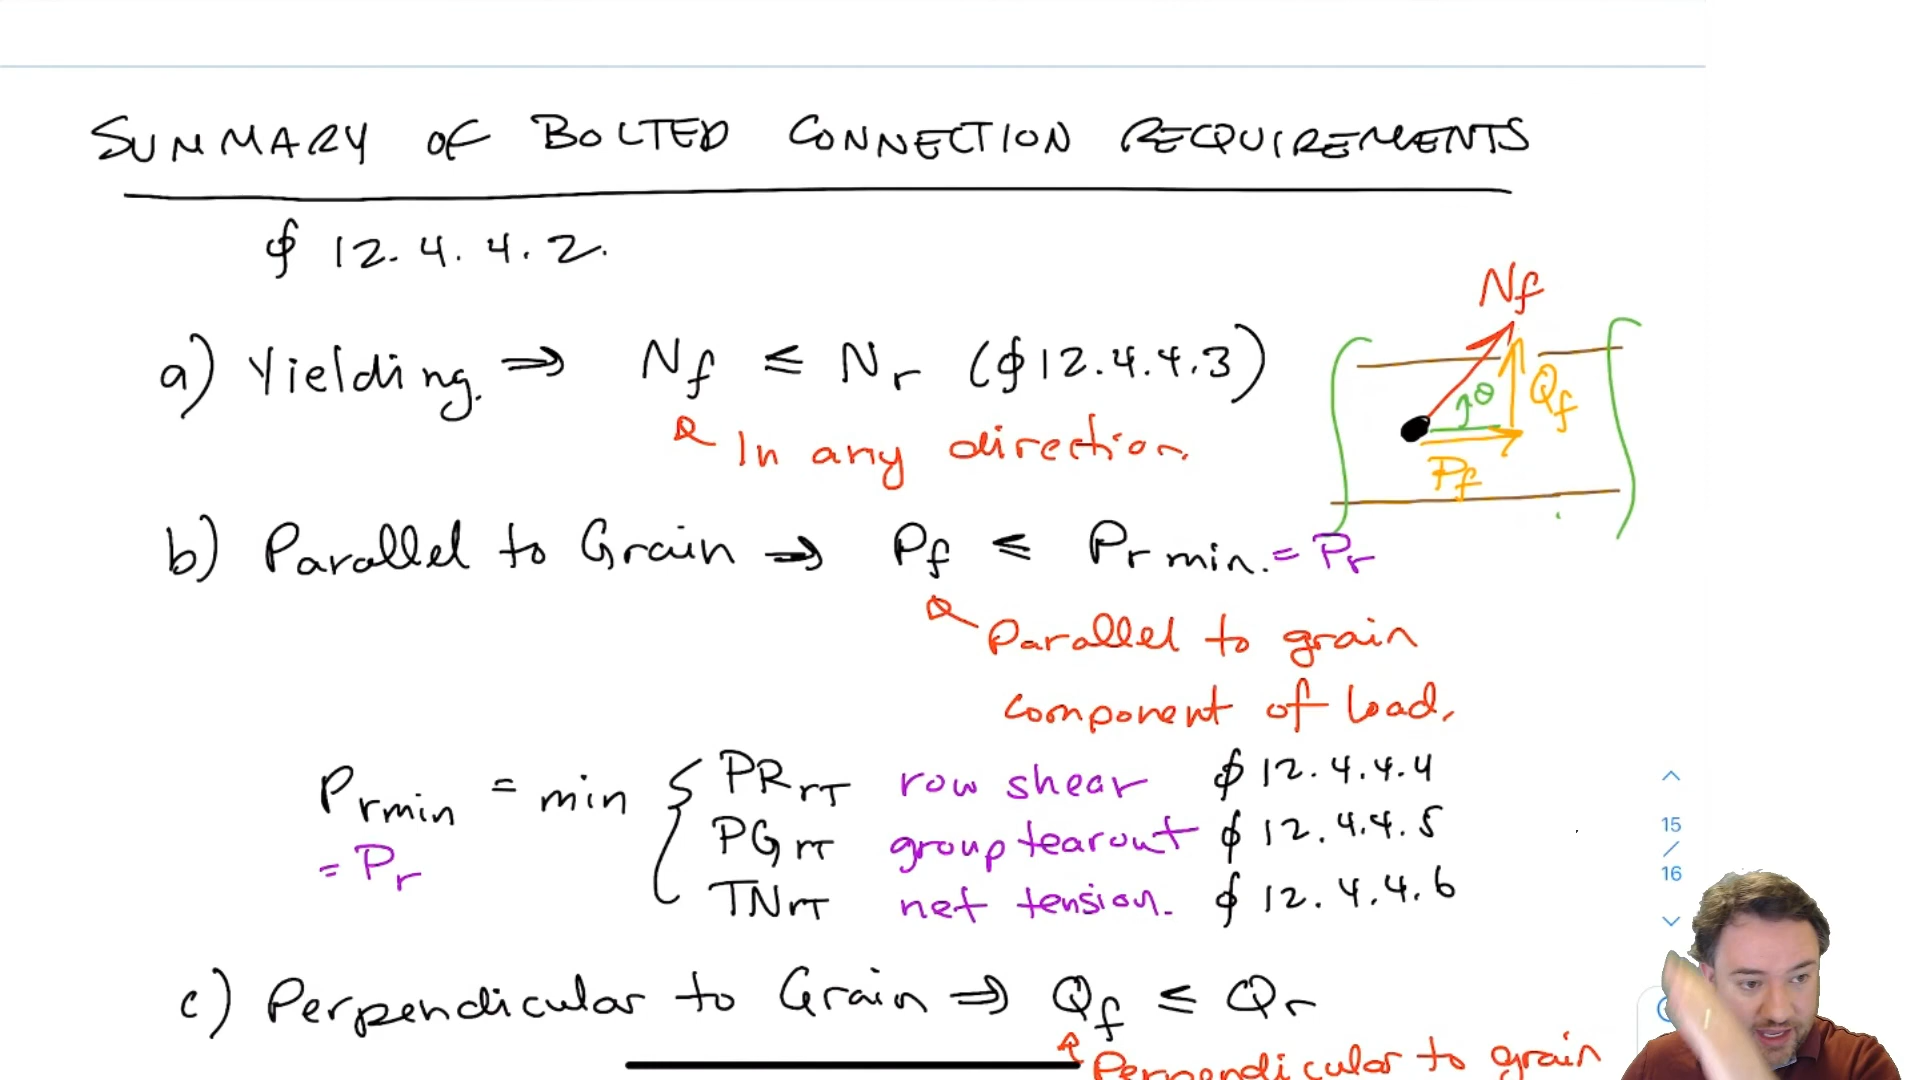 SUMMARY OF BOLTED CONNECTION REQUIREMENTS
§ 12.4.4.2.
a) Yielding. ⇒ Nf ≤ Nr (§12.4.4.3)
In any direction.
Nf
θ
Qf
Pf
b) Parallel to Grain ⇒ Pf ≤ Pr min. = Pr
Parallel to grain
component of load.
Prmin = min { PRrT row shear § 12.4.4.4
= Pr
PGrT group tearout § 12.4.4.5
TNrT net tension. § 12.4.4.6
15
/
16
c) Perpendicular to Grain ⇒ Qf ≤ Qr
Perpendicular to grain